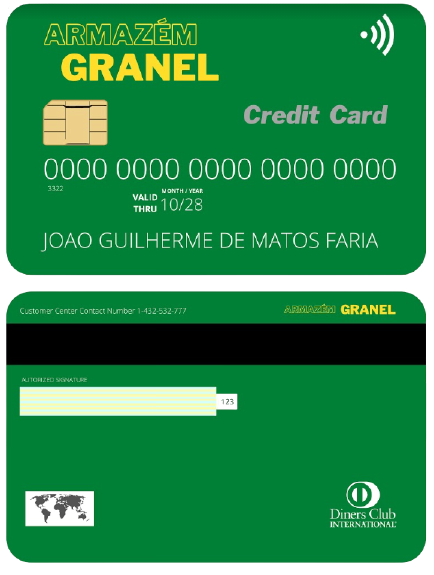 ARMAZÉM
GRANEL
Credit Card
0000 0000 0000 0000 0000
3322
MONTH / YEAR
VALID
THRU 10/28
JOAO GUILHERME DE MATOS FARIA
Customer Center Contact Number 1-432-532-777
ARMAZÉM GRANEL
AUTORIZED SIGNATURE
123
Diners Club
INTERNATIONAL